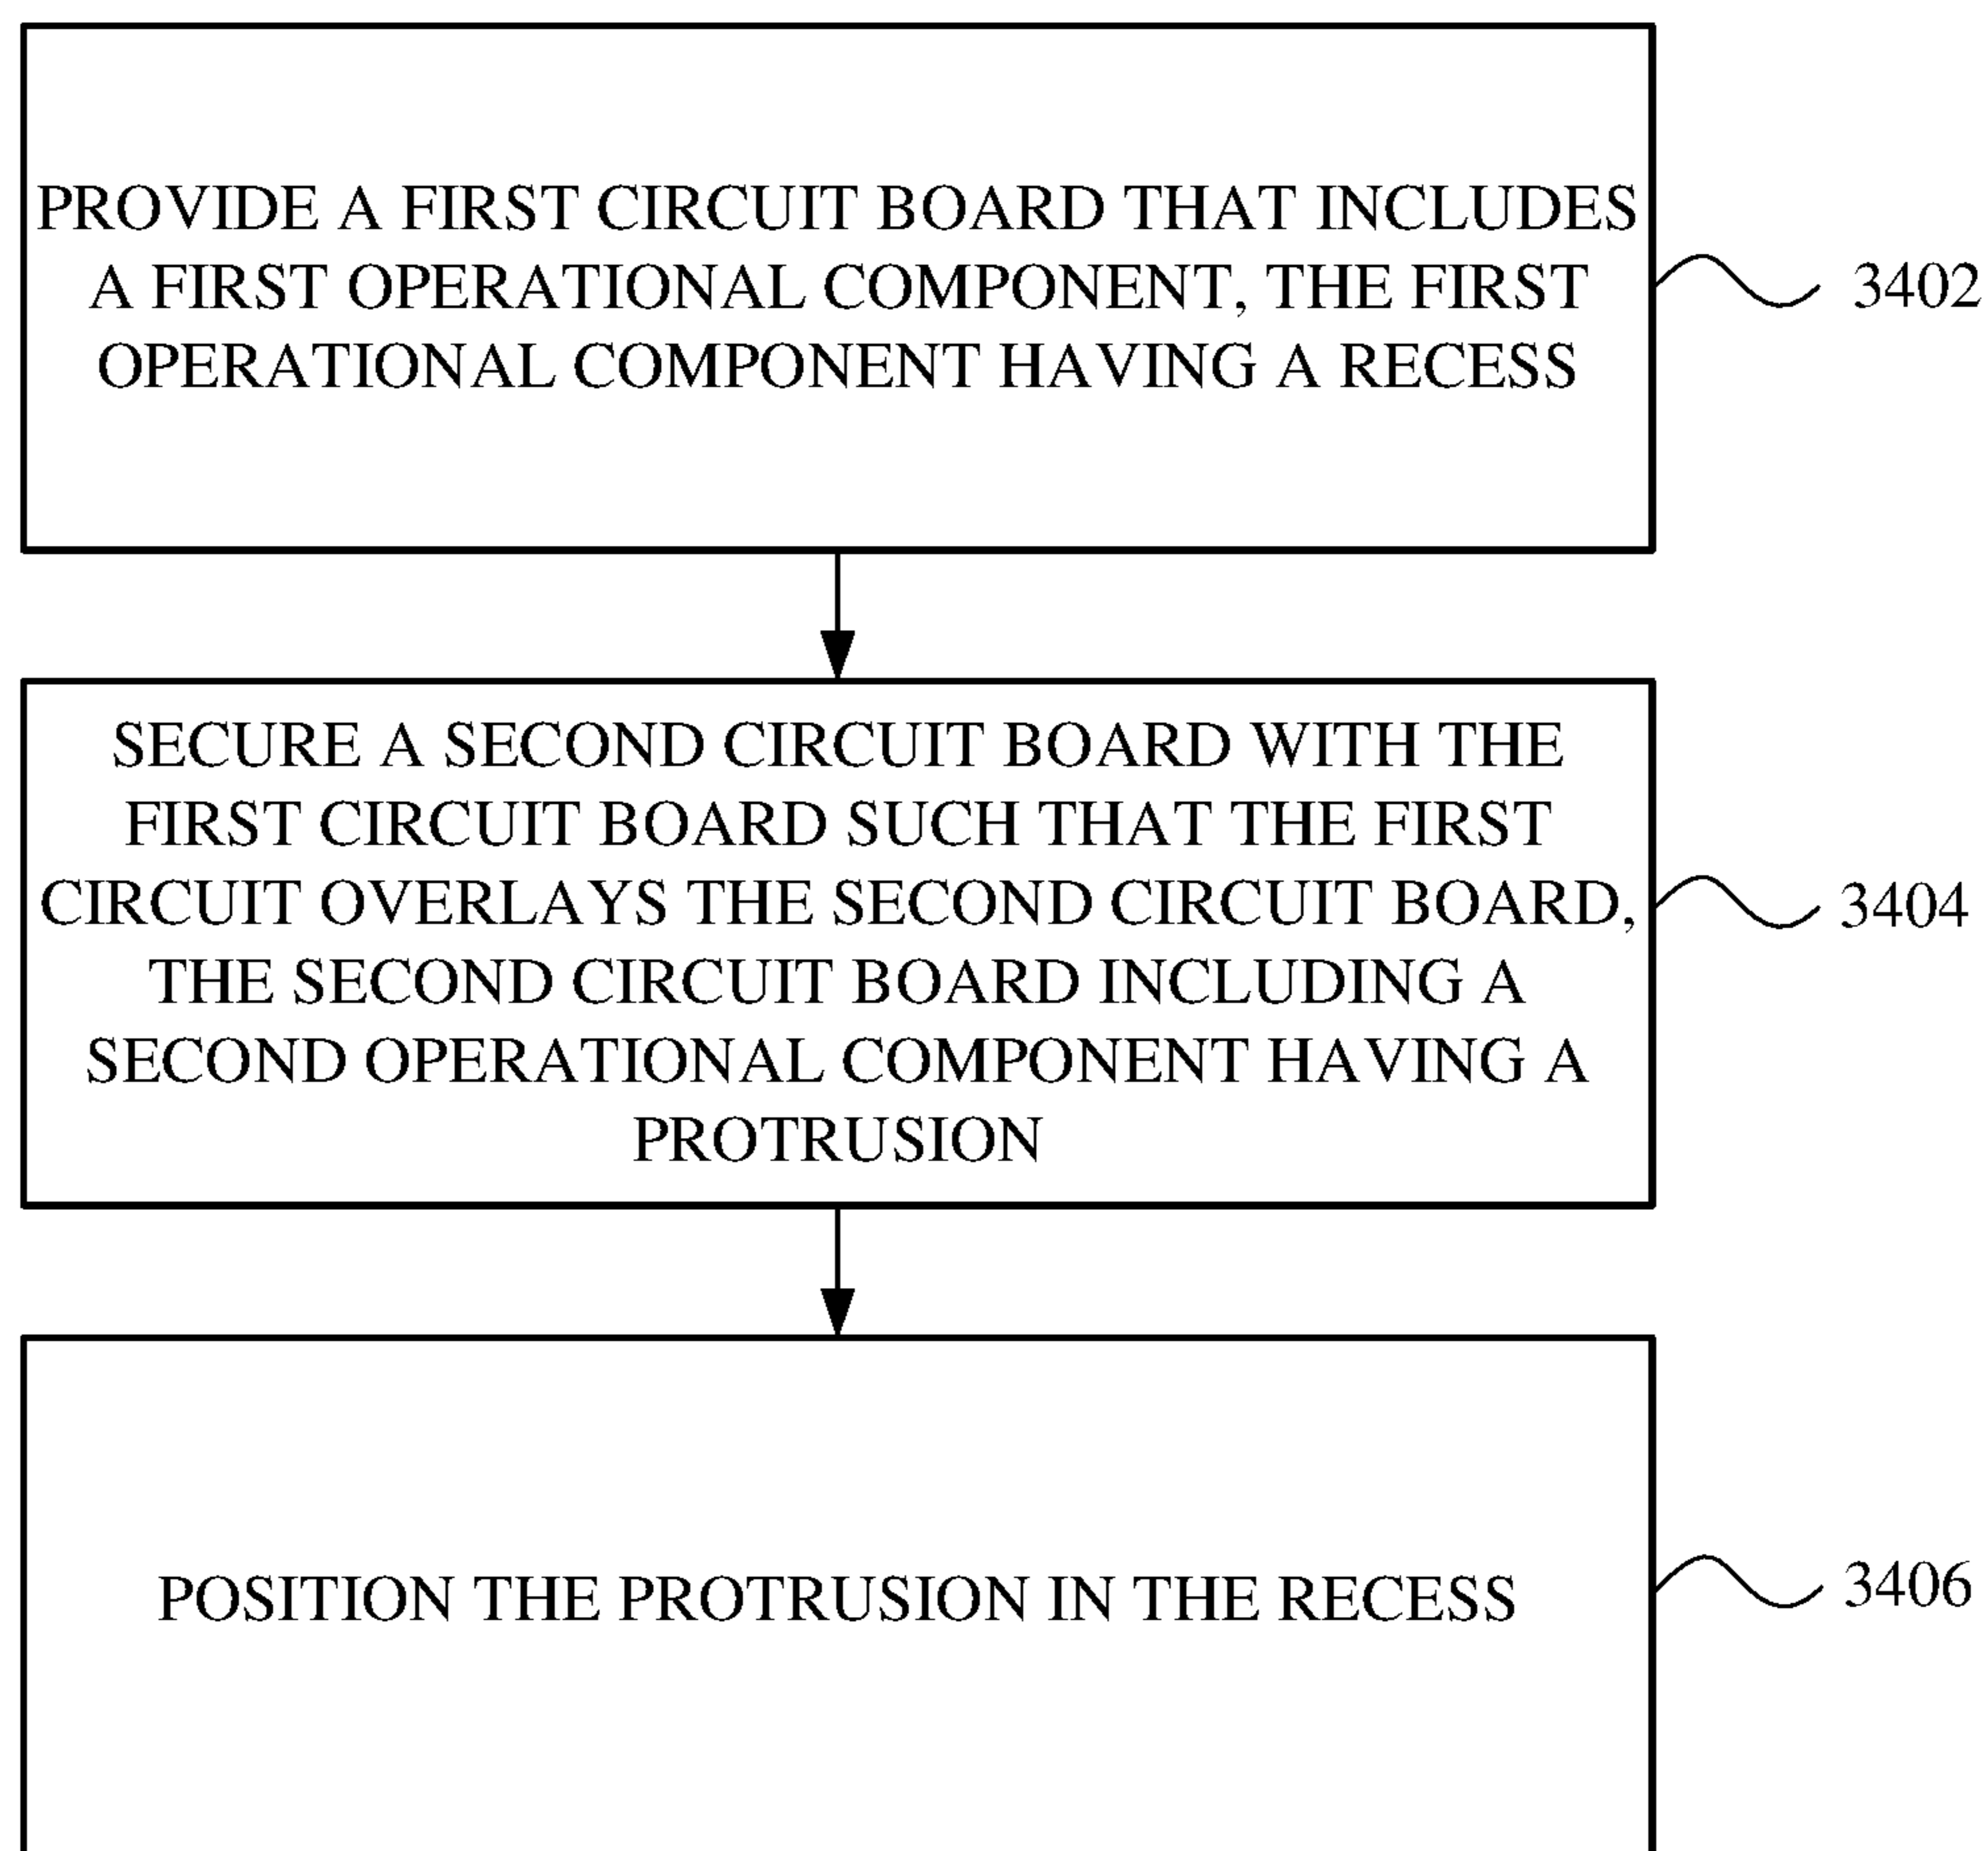 PROVIDE A FIRST CIRCUIT BOARD THAT INCLUDES
A FIRST OPERATIONAL COMPONENT, THE FIRST
OPERATIONAL COMPONENT HAVING A RECESS
3402
SECURE A SECOND CIRCUIT BOARD WITH THE
FIRST CIRCUIT BOARD SUCH THAT THE FIRST
CIRCUIT OVERLAYS THE SECOND CIRCUIT BOARD,
THE SECOND CIRCUIT BOARD INCLUDING A
SECOND OPERATIONAL COMPONENT HAVING A
PROTRUSION
3404
POSITION THE PROTRUSION IN THE RECESS
3406